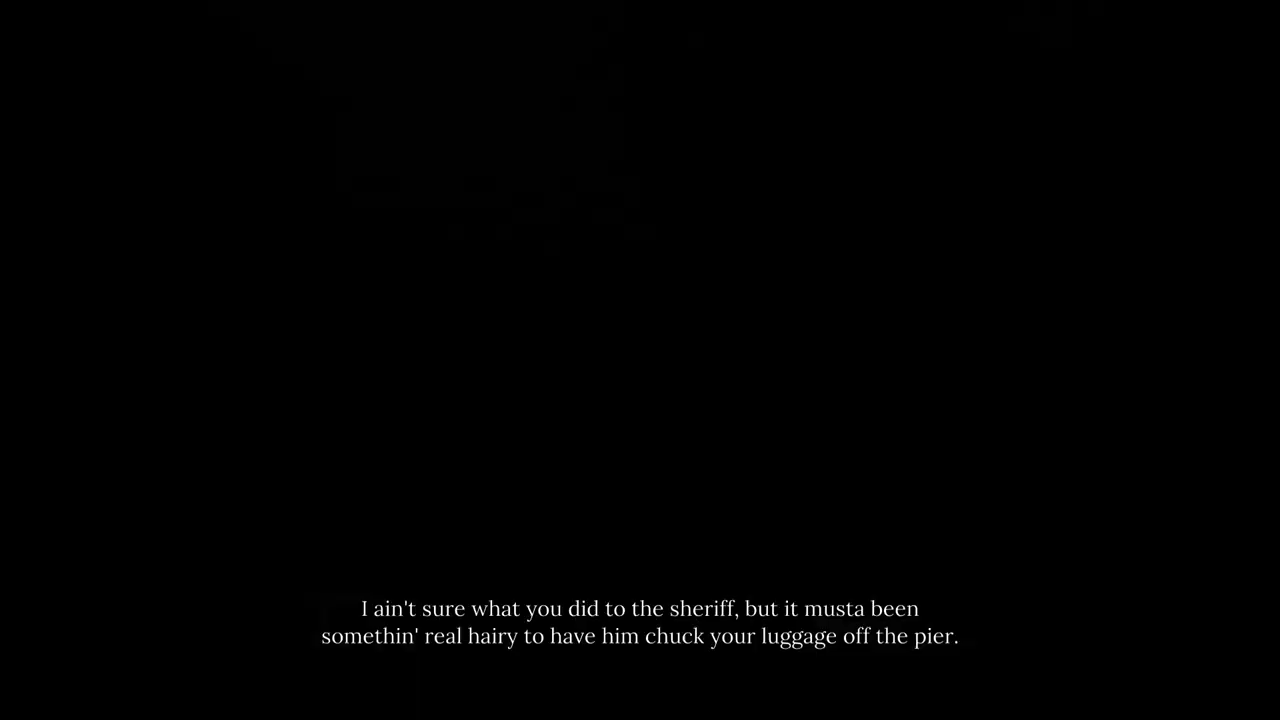 I ain't sure what you did to the sheriff, but it musta been
somethin' real hairy to have him chuck your luggage off the pier.